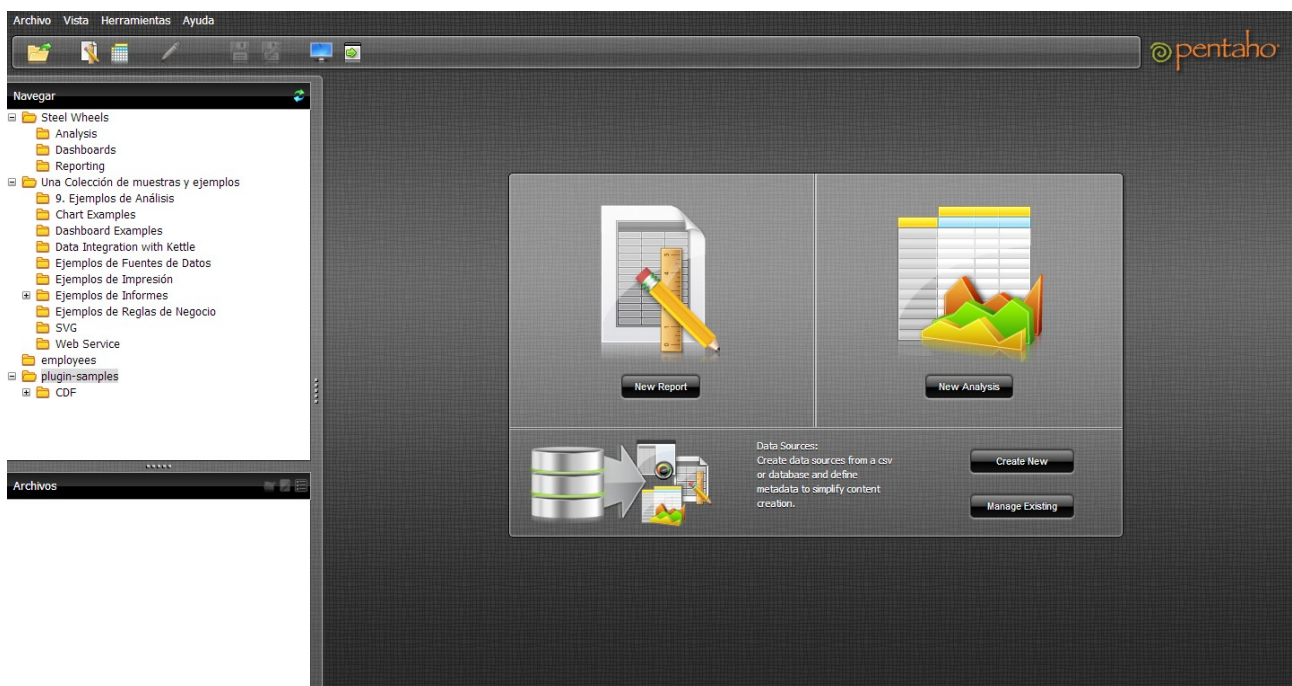 Archivo Vista Herramientas Ayuda
pentaho
Navegar
Steel Wheels
Analysis
Dashboards
Reporting
Una Colección de muestras y ejemplos
9. Ejemplos de Análisis
Chart Examples
Dashboard Examples
Data Integration with Kettle
Ejemplos de Fuentes de Datos
Ejemplos de Impresión
Ejemplos de Informes
Ejemplos de Reglas de Negocio
SVG
Web Service
employees
plugin-samples
CDF
Archivos
New Report
New Analysis
Data Sources:
Create data sources from a csv
or database and define
metadata to simplify content
creation.
Create New
Manage Existing